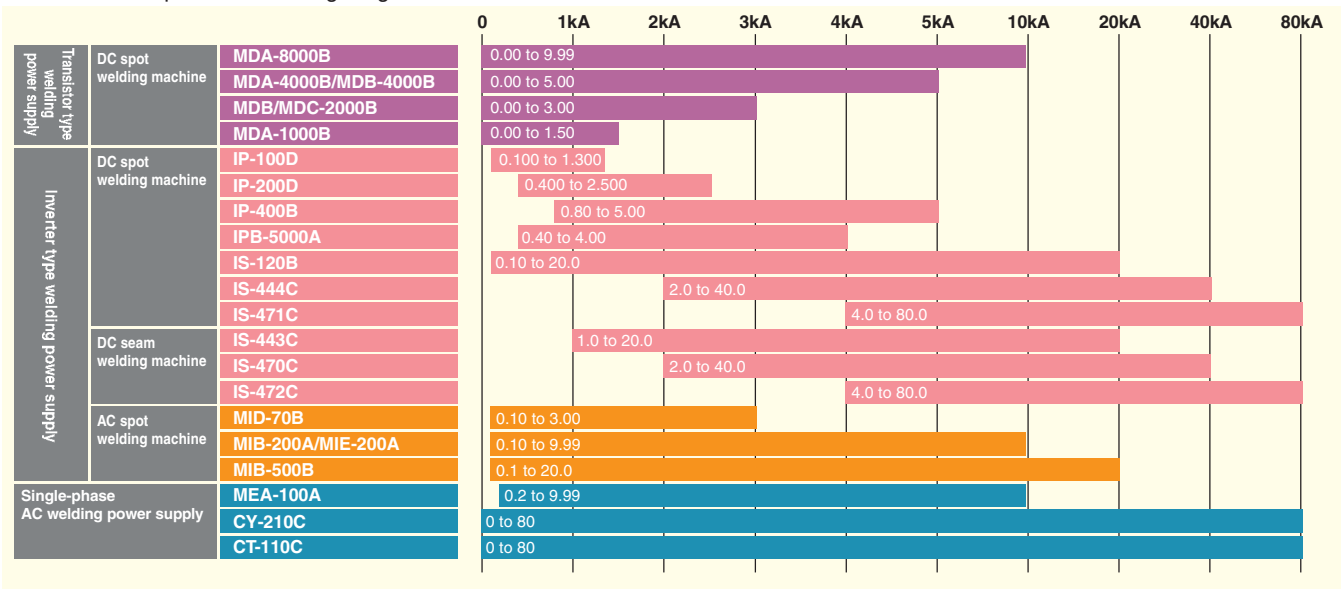 0 1kA 2kA 3kA 4kA 5kA 10kA 20kA 40kA 80kA
Transistor type
welding
power supply
DC spot
welding machine
MDA-8000B 0.00 to 9.99
MDA-4000B/MDB-4000B 0.00 to 5.00
MDB/MDC-2000B 0.00 to 3.00
MDA-1000B 0.00 to 1.50
Inverter type welding power supply
DC spot
welding machine
IP-100D 0.100 to 1.300
IP-200D 0.400 to 2.500
IP-400B 0.80 to 5.00
IPB-5000A 0.40 to 4.00
IS-120B 0.10 to 20.0
IS-444C 2.0 to 40.0
IS-471C 4.0 to 80.0
DC seam
welding machine
IS-443C 1.0 to 20.0
IS-470C 2.0 to 40.0
IS-472C 4.0 to 80.0
AC spot
welding machine
MID-70B 0.10 to 3.00
MIB-200A/MIE-200A 0.10 to 9.99
MIB-500B 0.1 to 20.0
Single-phase
AC welding power supply
MEA-100A 0.2 to 9.99
CY-210C 0 to 80
CT-110C 0 to 80